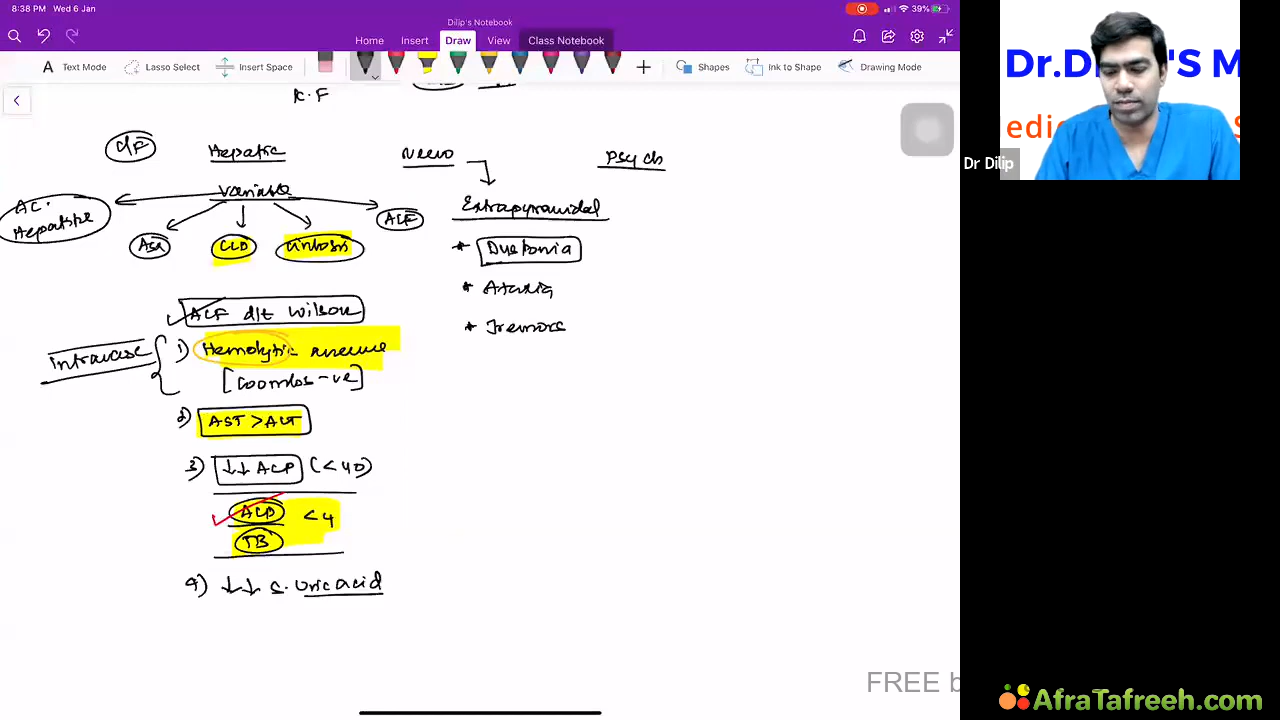 8:38 PM Wed 6 Jan
39%
Dilip's Notebook
Home Insert Draw View Class Notebook
Text Mode Lasso Select Insert Space Shapes Ink to Shape Drawing Mode
K.F
C/F Hepatic Neuro Psych
Variable
Extrapyramidal
AC. Hepatitis
Asx CLD Cirrhosis ALF
* Dystonia
* Ataxia
* Tremors
ALF d/t Wilson
Intravasc { 1) Hemolytic anemia
[Coombs -ve]
2) AST > ALT
3) ↓↓ ALP (< 40)
ALP
TB
< 4
4) ↓↓ S. Uric acid
Dr.D 'S M
edi
S
Dr Dilip
FREE b
AfraTafreeh.com